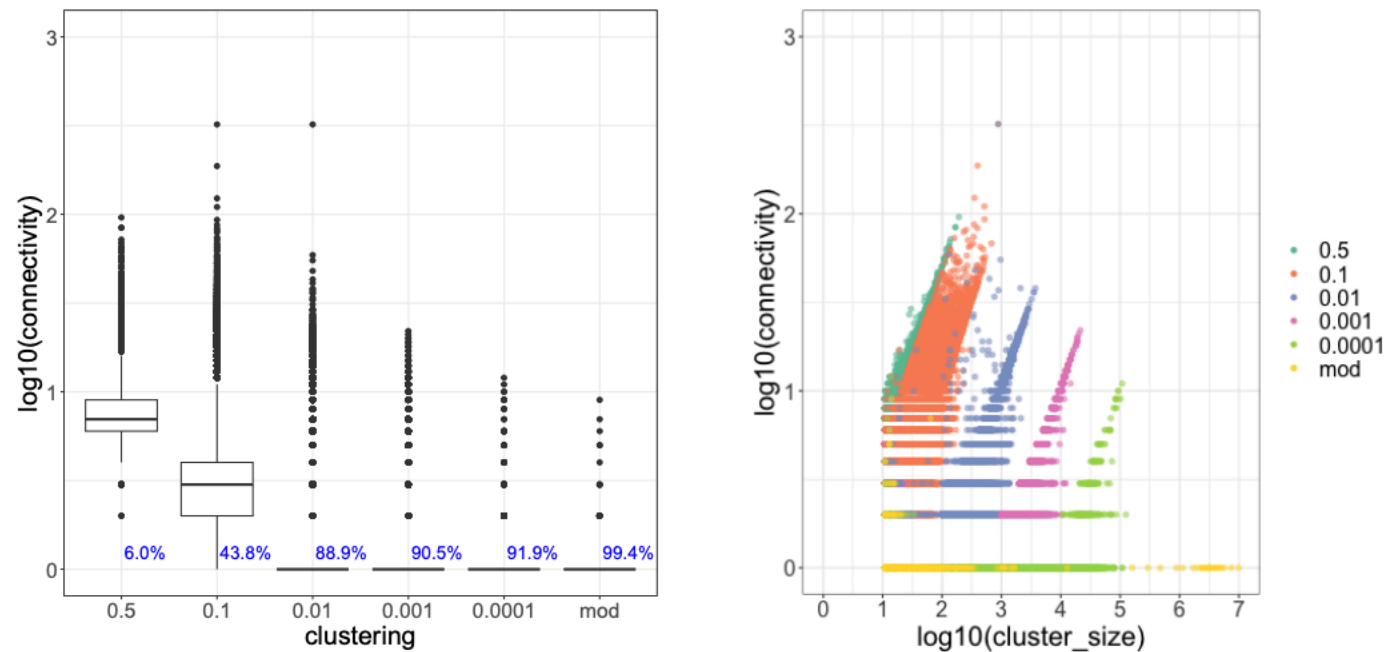 log10(connectivity)
3
2
1
0
6.0% 43.8% 88.9% 90.5% 91.9% 99.4%
0.5 0.1 0.01 0.001 0.0001 mod
clustering
log10(connectivity)
3
2
1
0
0 1 2 3 4 5 6 7
log10(cluster_size)
0.5
0.1
0.01
0.001
0.0001
mod